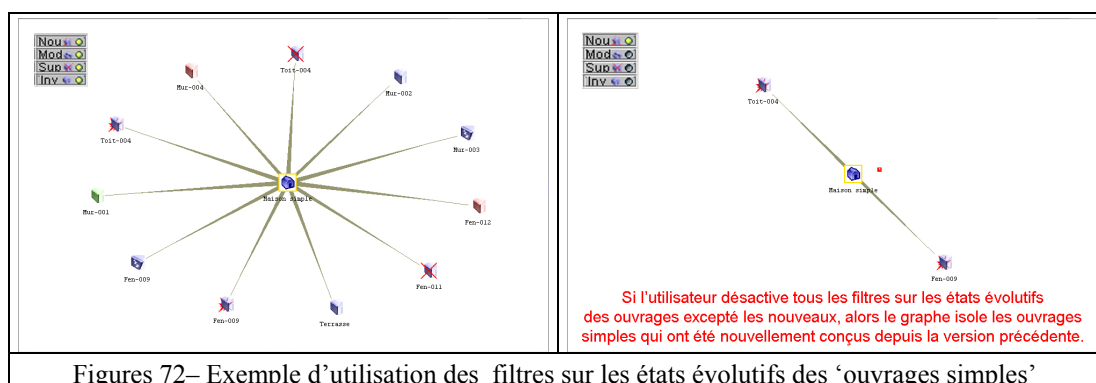 Nou
Mod
Sup
Inv
Toit-004
Mur-004
Mur-002
Toit-004
Mur-003
Maison simple
Mur-001
Fen-012
Fen-009
Fen-011
Fen-009
Terrasse
Nou
Mod
Sup
Inv
Toit-004
Maison simple
Fen-009
Si l'utilisateur désactive tous les filtres sur les états évolutifs
des ouvrages excepté les nouveaux, alors le graphe isole les ouvrages
simples qui ont été nouvellement conçus depuis la version précédente.
Figures 72– Exemple d'utilisation des filtres sur les états évolutifs des 'ouvrages simples'